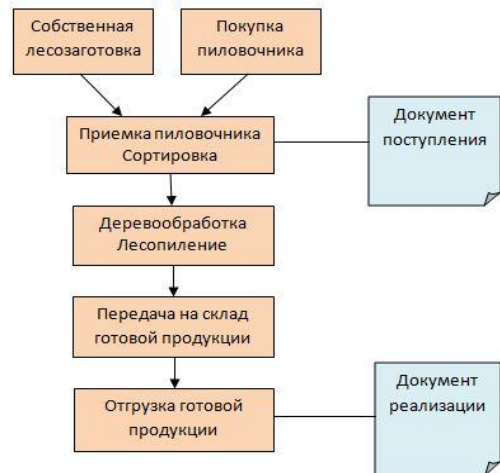 Собственная
лесозаготовка
Покупка
пиловочника
Приемка пиловочника
Сортировка
Документ
поступления
Деревообработка
Лесопиление
Передача на склад
готовой продукции
Отгрузка готовой
продукции
Документ
реализации